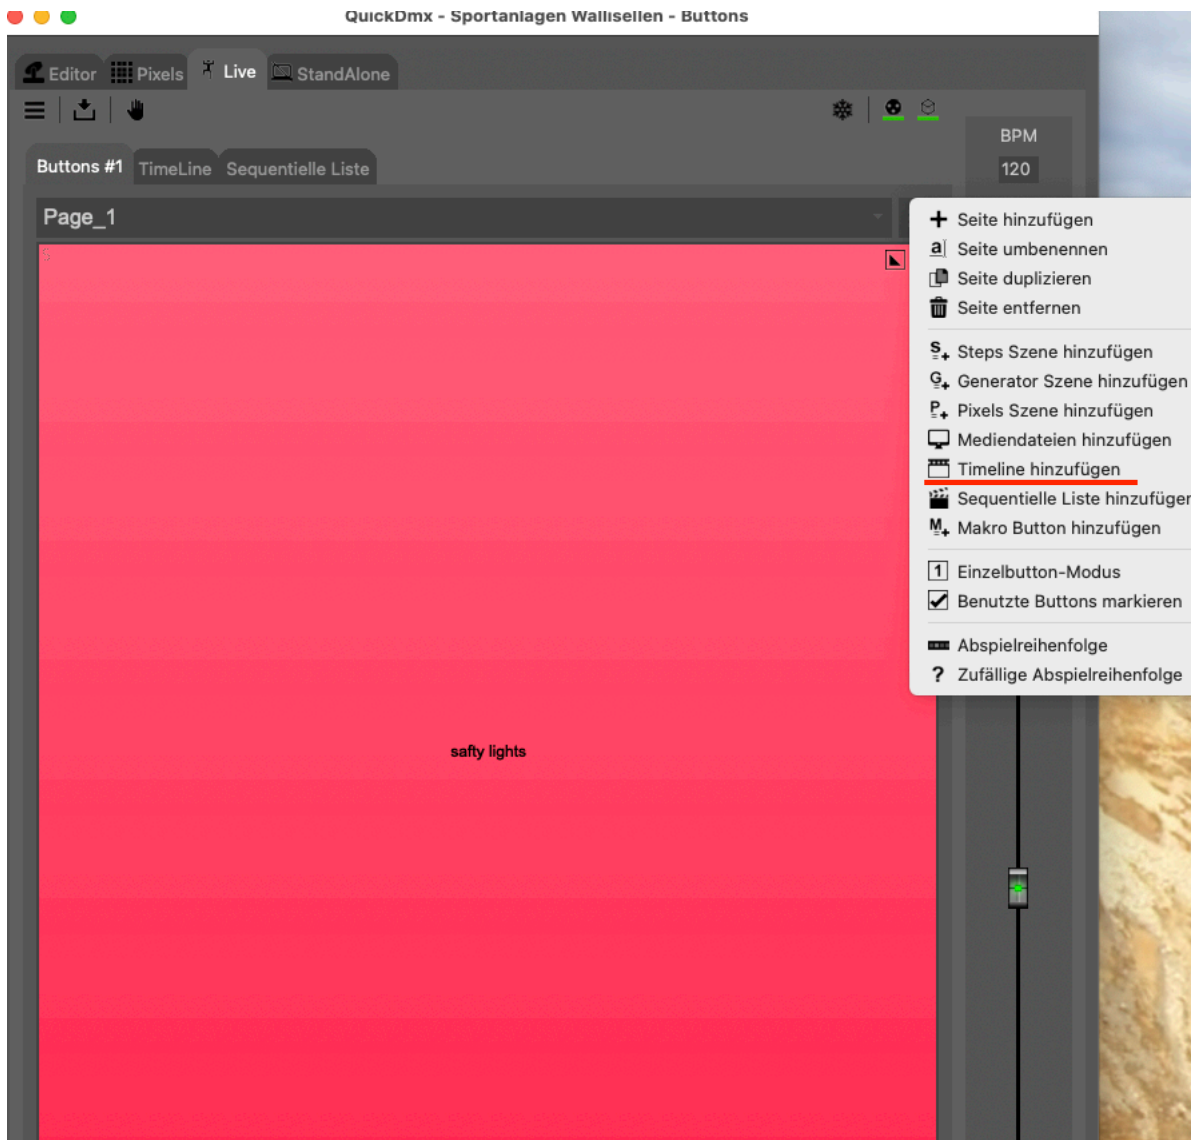 QuickDmx - Sportanlagen Wallisellen - Buttons
Editor Pixels Live StandAlone
BPM
Buttons #1 TimeLine Sequentielle Liste
120
Page_1
Seite hinzufügen
Seite umbenennen
Seite duplizieren
Seite entfernen
Steps Szene hinzufügen
Generator Szene hinzufügen
Pixels Szene hinzufügen
Mediendateien hinzufügen
Timeline hinzufügen
Sequentielle Liste hinzufügen
Makro Button hinzufügen
1 Einzelbutton-Modus
Benutzte Buttons markieren
Abspielreihenfolge
? Zufällige Abspielreihenfolge
S
safty lights